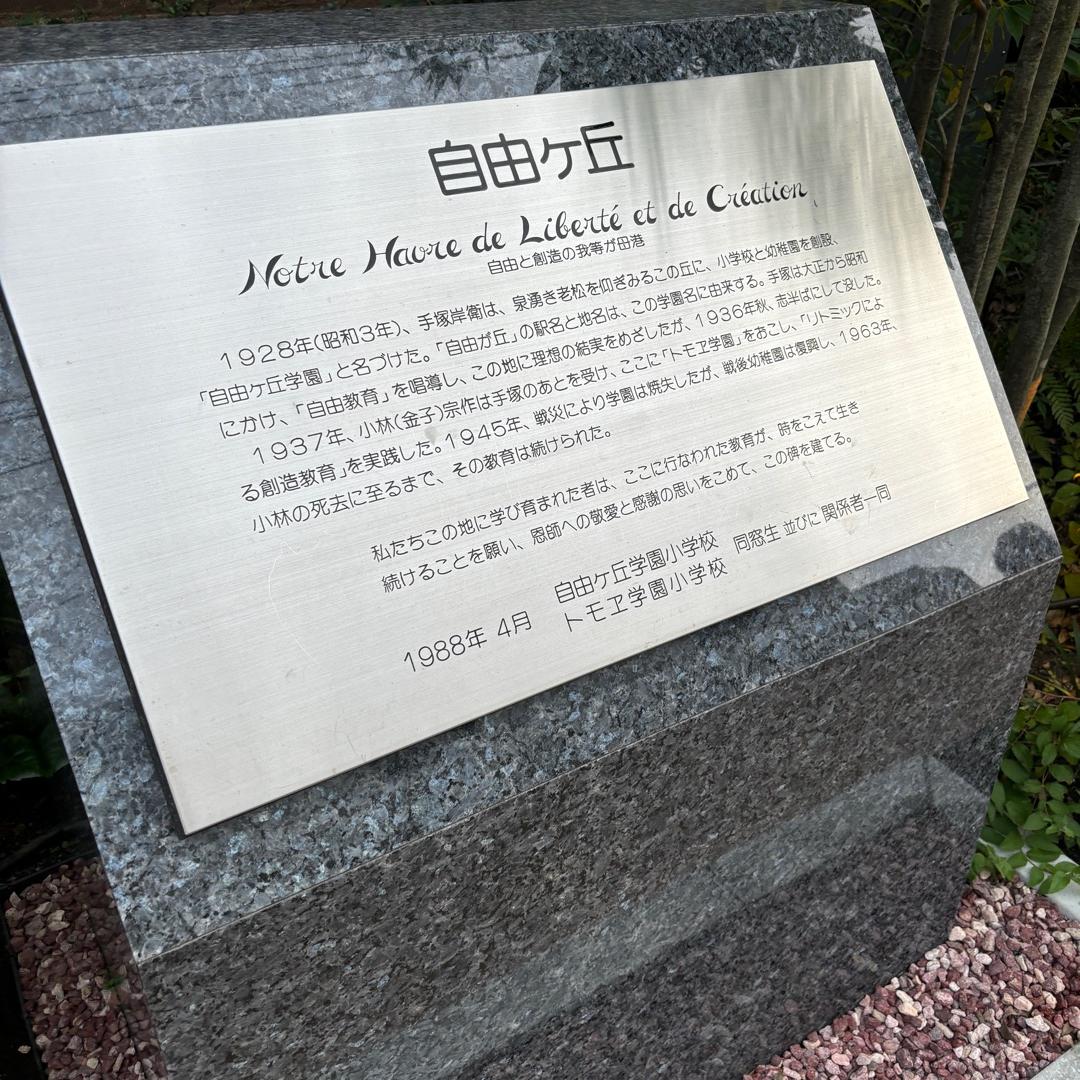 自由ヶ丘
Notre Havre de Liberté et de Création
自由と創造の我等が母港
1928年(昭和3年)、手塚岸衛は、泉湧き老松を仰ぎみるこの丘に、小学校と幼稚園を創設、
「自由ヶ丘学園」と名づけた。「自由が丘」の駅名と地名は、この学園名に由来する。手塚は大正から昭和
にかけ、「自由教育」を唱導し、この地に理想の結実をめざしたが、1936年秋、志半ばにして没した。
1937年、小林(金子)宗作は手塚のあとを受け、ここに「トモヱ学園」をおこし、「リトミックによ
る創造教育」を実践した。1945年、戦災により学園は焼失したが、戦後幼稚園は復興し、1963年、
小林の死去に至るまで、その教育は続けられた。
私たちこの地に学び育まれた者は、ここに行なわれた教育が、時をこえて生き
続けることを願い、恩師への敬愛と感謝の思いをこめて、この碑を建てる。
1988年 4月 自由ヶ丘学園小学校 同窓生 並びに 関係者一同
トモヱ学園小学校